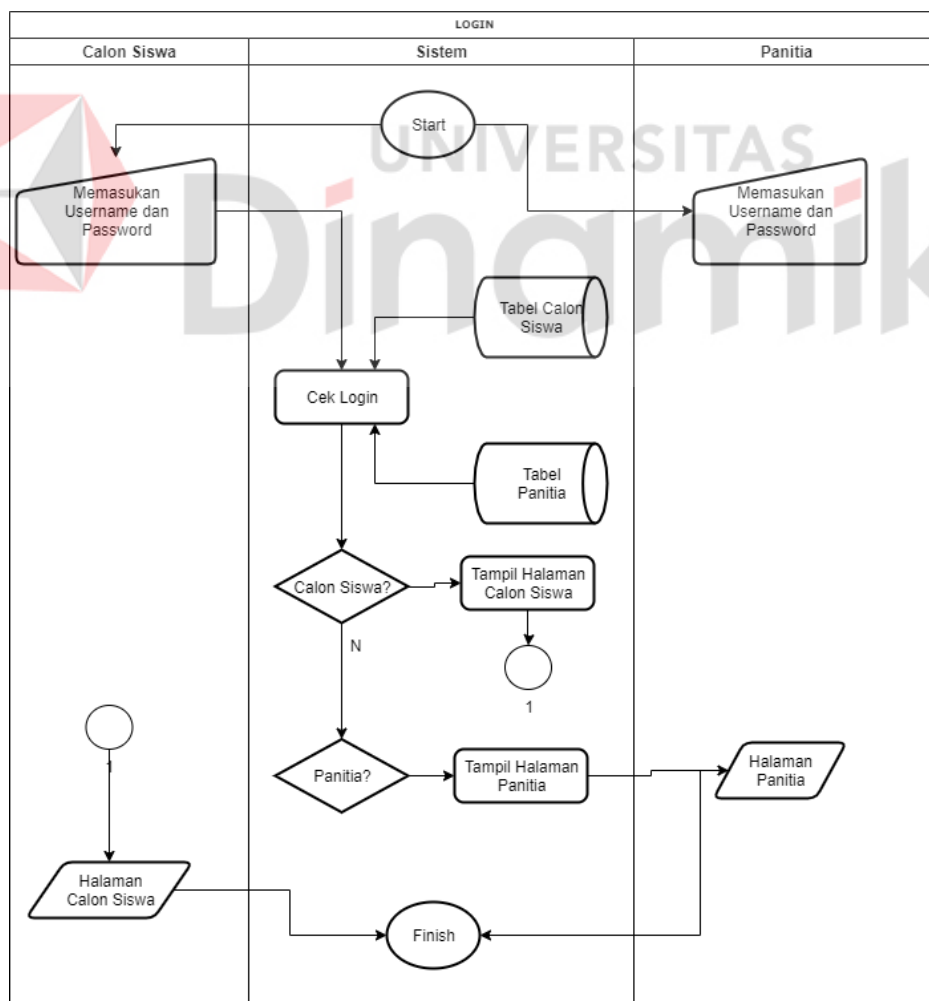 LOGIN
Calon Siswa
Sistem
Panitia
Start
UNIVERSITAS
Dinamik
Memasukan
Username dan
Password
Memasukan
Username dan
Password
Tabel Calon
Siswa
Cek Login
Tabel
Panitia
Calon Siswa?
Tampil Halaman
Calon Siswa
N
1
1
Panitia?
Tampil Halaman
Panitia
Halaman
Panitia
Halaman
Calon Siswa
Finish